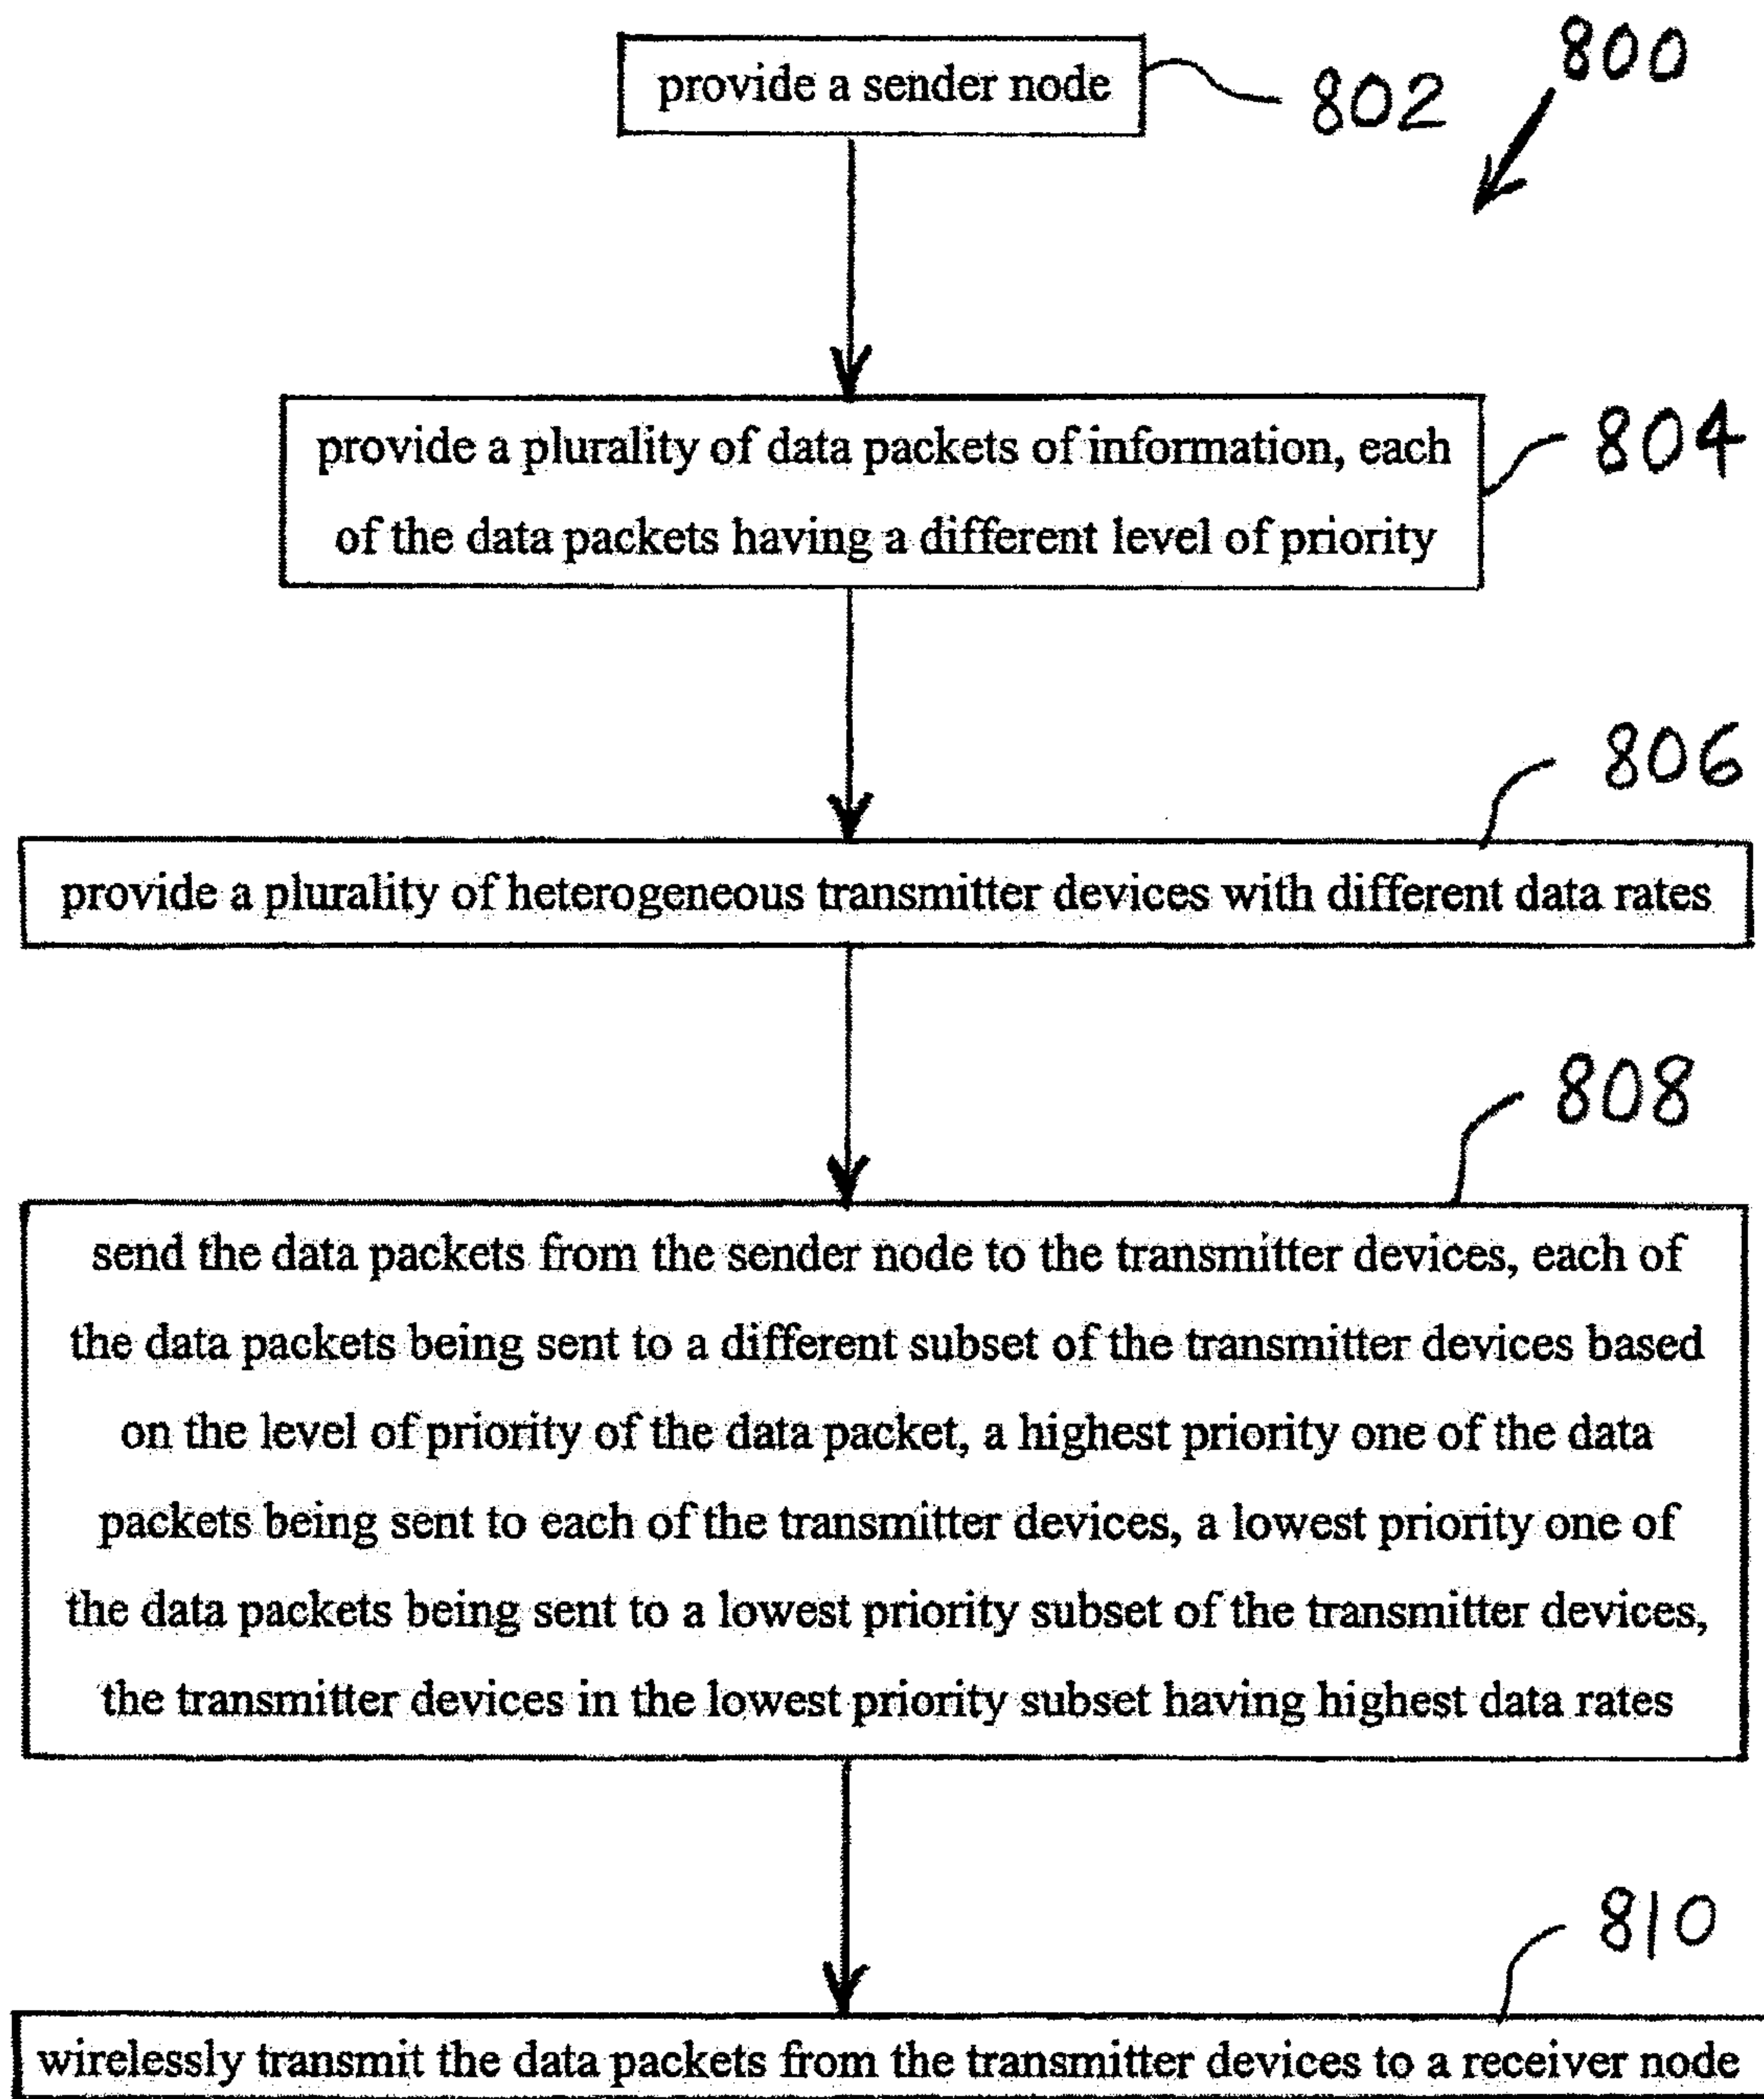 800
provide a sender node
802
provide a plurality of data packets of information, each
of the data packets having a different level of priority
804
806
provide a plurality of heterogeneous transmitter devices with different data rates
808
send the data packets from the sender node to the transmitter devices, each of
the data packets being sent to a different subset of the transmitter devices based
on the level of priority of the data packet, a highest priority one of the data
packets being sent to each of the transmitter devices, a lowest priority one of
the data packets being sent to a lowest priority subset of the transmitter devices,
the transmitter devices in the lowest priority subset having highest data rates
810
wirelessly transmit the data packets from the transmitter devices to a receiver node